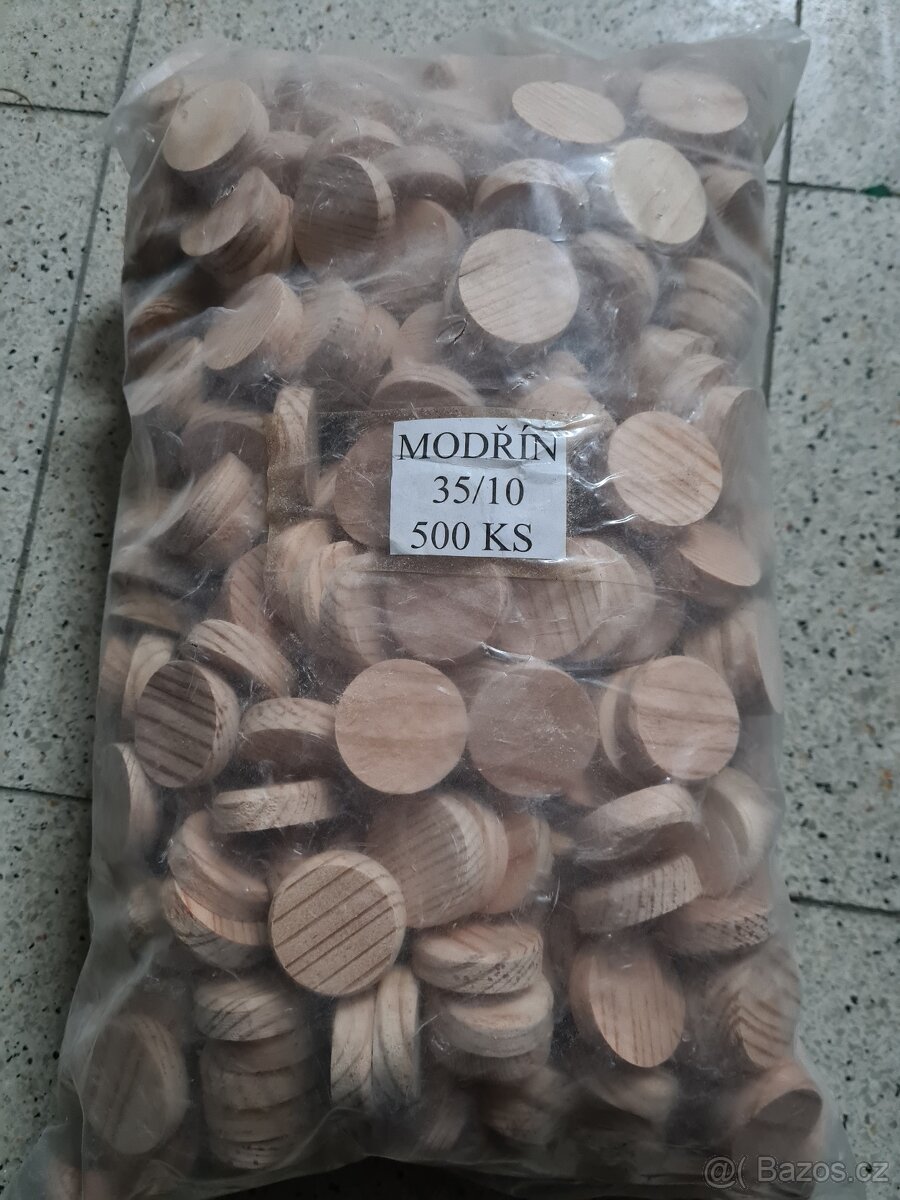 MODŘÍN
35/10
500 KS
@( Bazos.cz